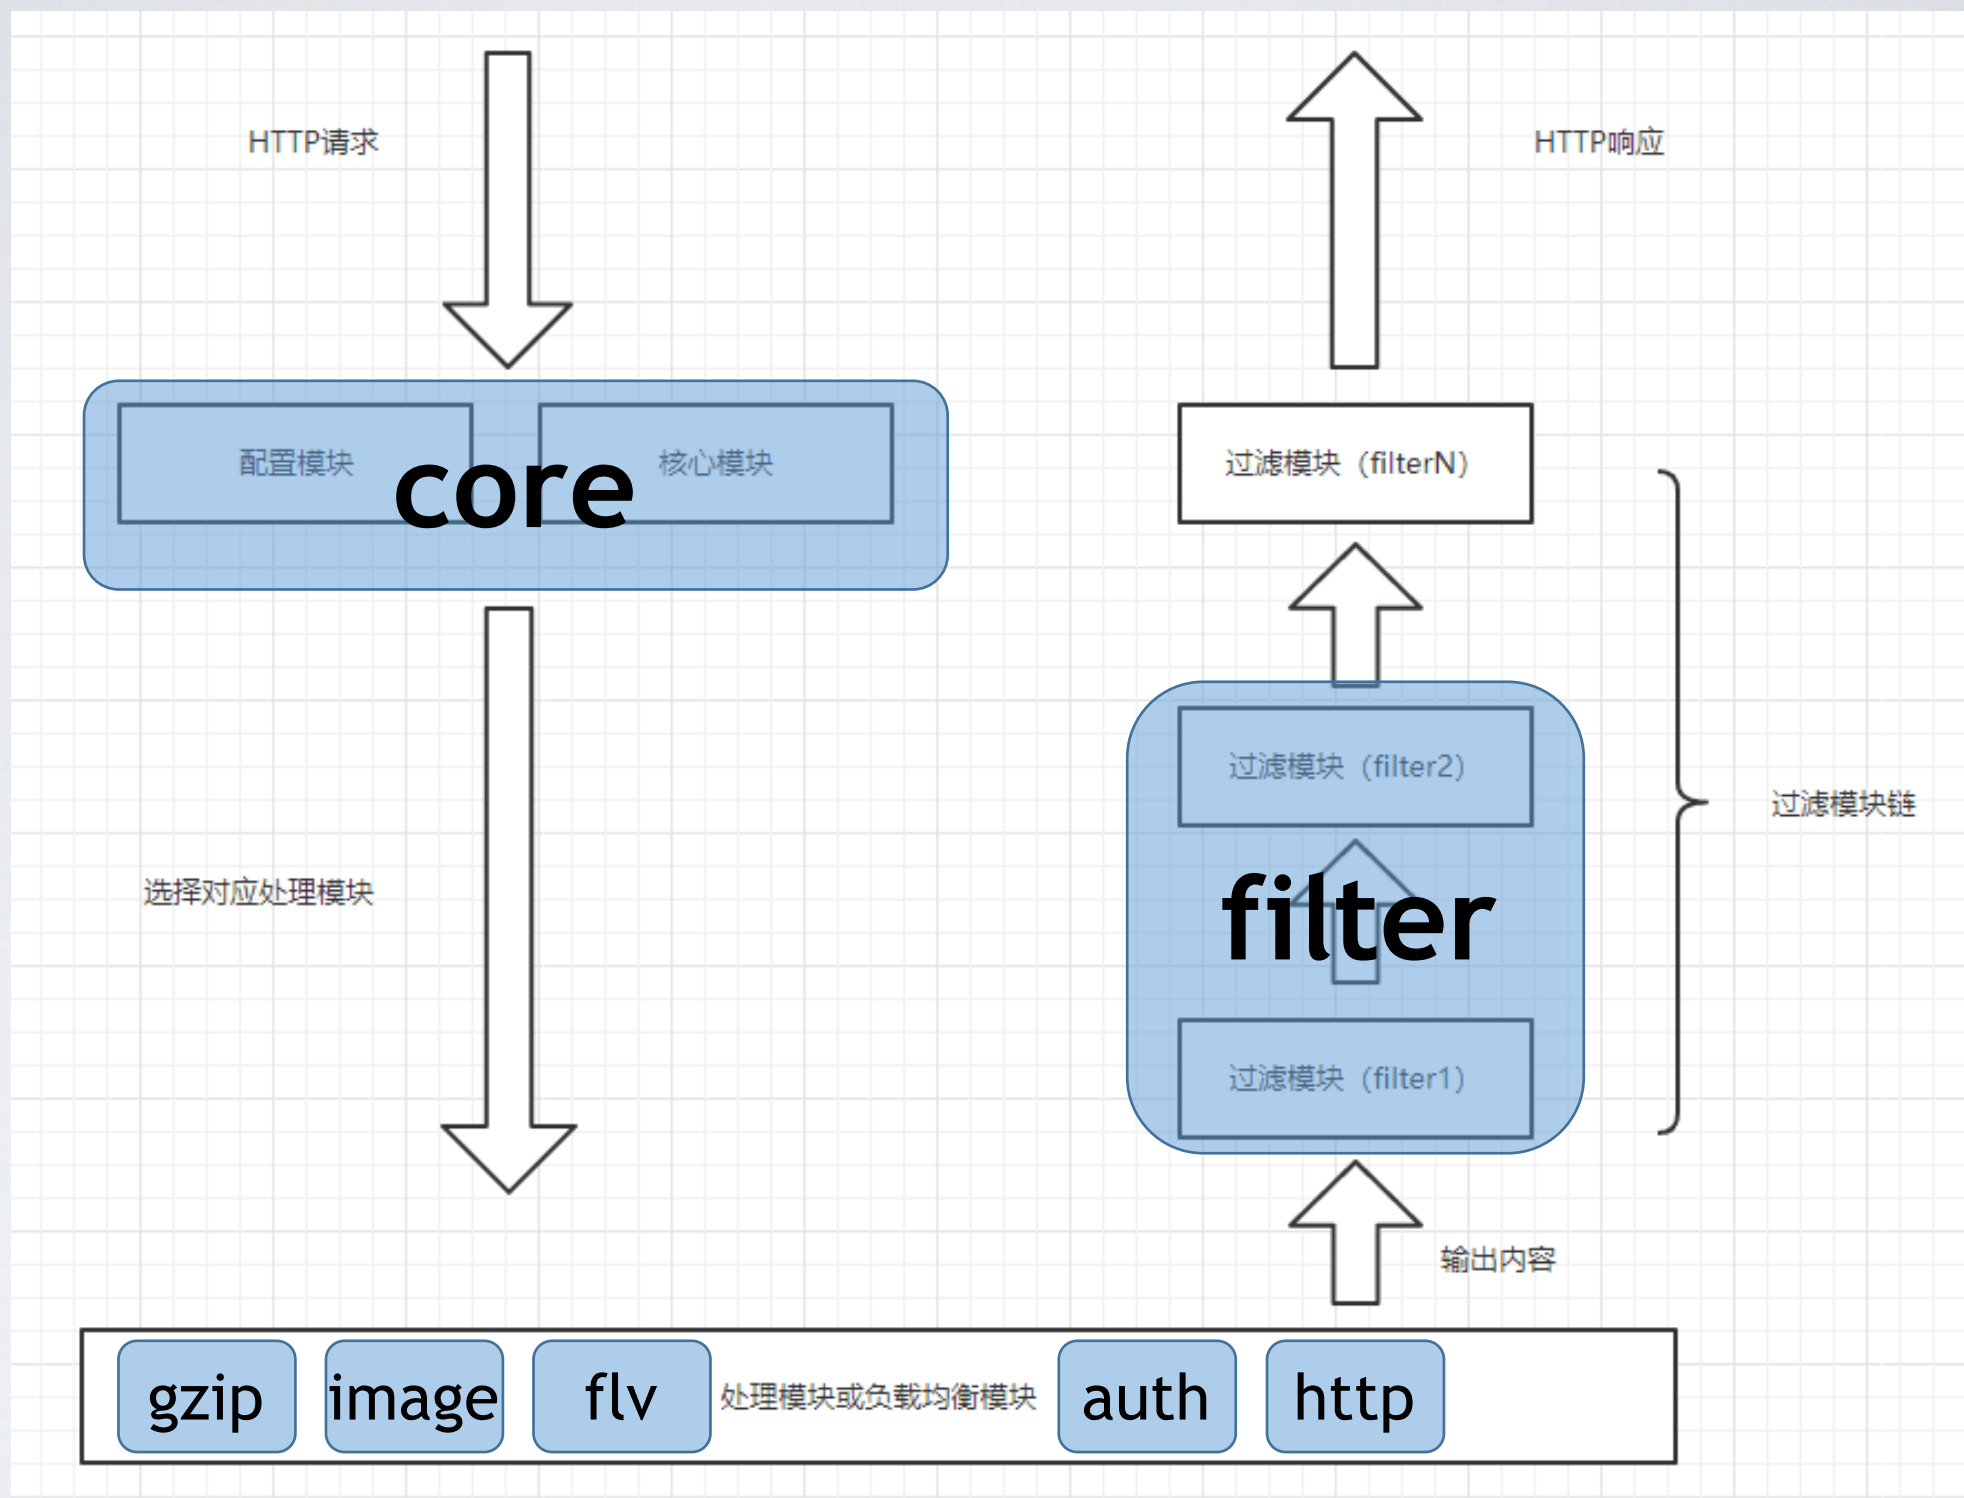 HTTP请求
HTTP响应
配置模块
核心模块
core
过滤模块（filterN）
过滤模块（filter2）
filter
过滤模块（filter1）
过滤模块链
选择对应处理模块
输出内容
gzip
image
flv
处理模块或负载均衡模块
auth
http